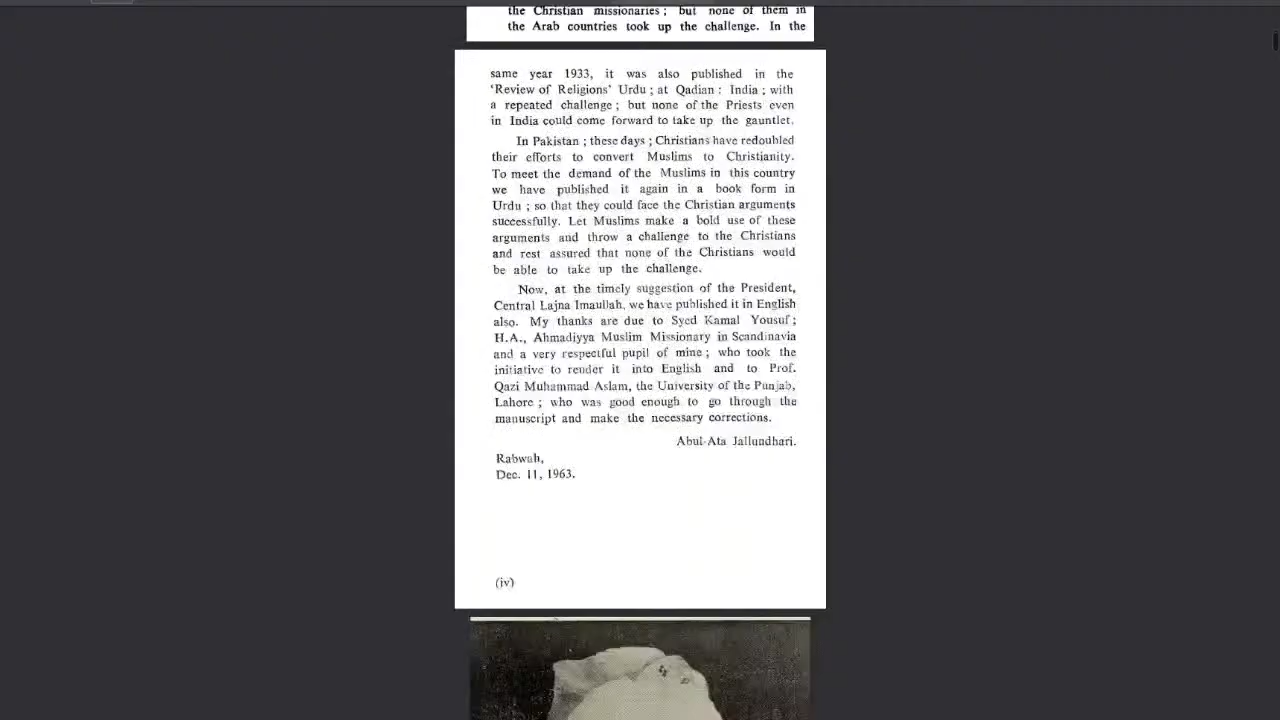 the Christian missionaries ; but none of them in
the Arab countries took up the challenge. In the
same year 1933, it was also published in the
'Review of Religions' Urdu ; at Qadian : India ; with
a repeated challenge ; but none of the Priests even
in India could come forward to take up the gauntlet.
In Pakistan ; these days ; Christians have redoubled
their efforts to convert Muslims to Christianity.
To meet the demand of the Muslims in this country
we have published it again in a book form in
Urdu ; so that they could face the Christian arguments
successfully. Let Muslims make a bold use of these
arguments and throw a challenge to the Christians
and rest assured that none of the Christians would
be able to take up the challenge.
Now, at the timely suggestion of the President,
Central Lajna Imaullah, we have published it in English
also. My thanks are due to Syed Kamal Yousuf ;
H.A., Ahmadiyya Muslim Missionary in Scandinavia
and a very respectful pupil of mine ; who took the
initiative to render it into English and to Prof.
Qazi Muhammad Aslam, the University of the Punjab,
Lahore ; who was good enough to go through the
manuscript and make the necessary corrections.
Abul-Ata Jallundhari.
Rabwah,
Dec. 11, 1963.
(iv)